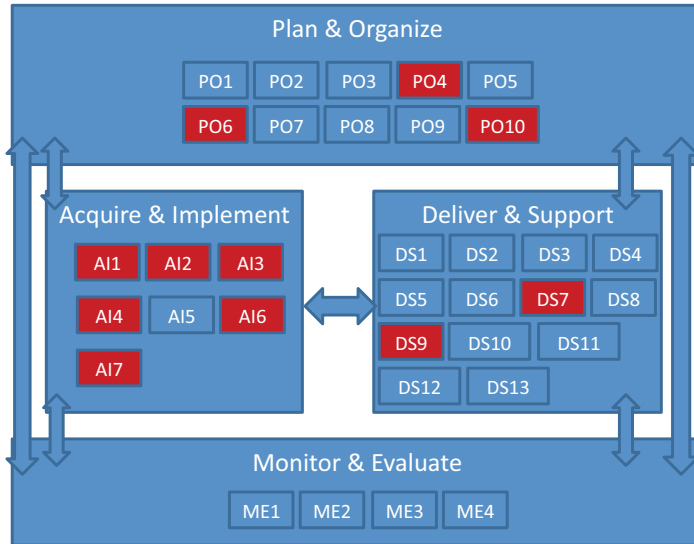 Plan & Organize
PO1 PO2 PO3 PO4 PO5
PO6 PO7 PO8 PO9 PO10
Acquire & Implement
AI1 AI2 AI3
AI4 AI5 AI6
AI7
Deliver & Support
DS1 DS2 DS3 DS4
DS5 DS6 DS7 DS8
DS9 DS10 DS11
DS12 DS13
Monitor & Evaluate
ME1 ME2 ME3 ME4